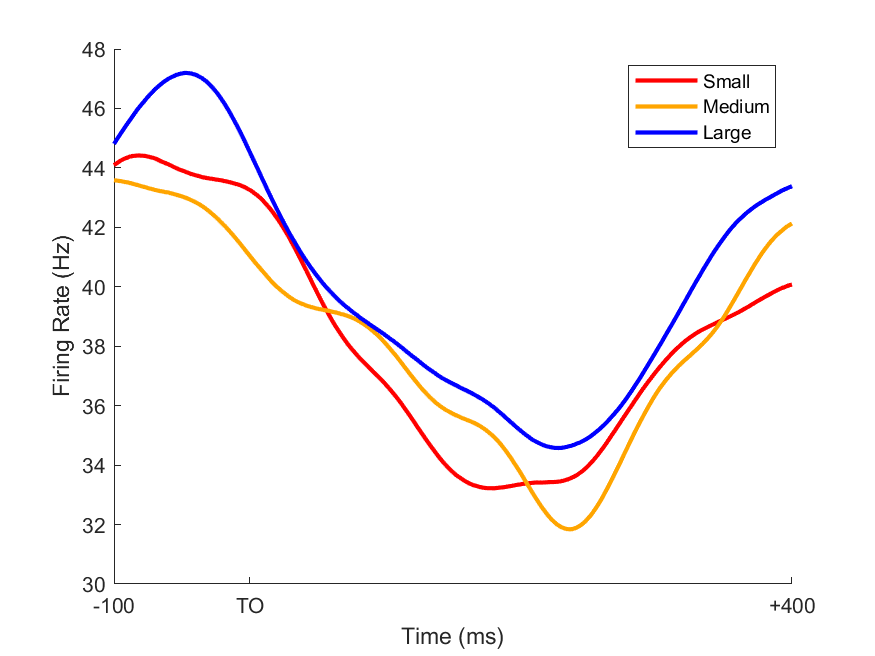 48
46
44
42
40
38
36
34
32
30
Firing Rate (Hz)
Small
Medium
Large
-100 TO +400
Time (ms)